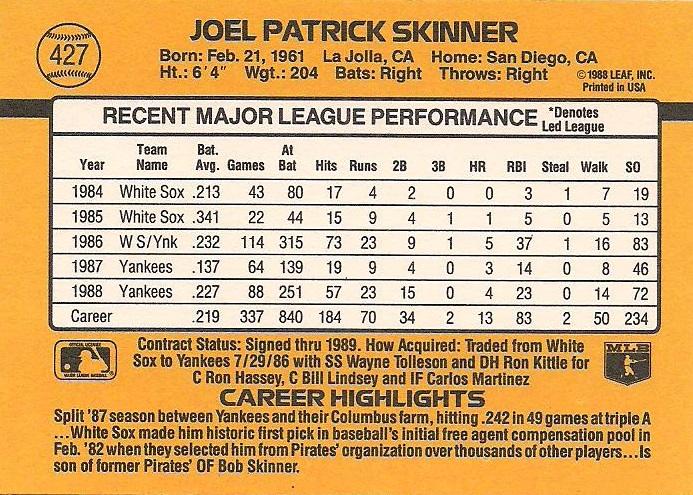 427
JOEL PATRICK SKINNER
Born: Feb. 21, 1961 La Jolla, CA Home: San Diego, CA
Ht.: 6'4" Wgt.: 204 Bats: Right Throws: Right
©1988 LEAF, INC.
Printed in USA
RECENT MAJOR LEAGUE PERFORMANCE *Denotes Led League
Year Team Name Bat. Avg. Games At Bat Hits Runs 2B 3B HR RBI Steal Walk SO
1984 White Sox .213 43 80 17 4 2 0 0 3 1 7 19
1985 White Sox .341 22 44 15 9 4 1 1 5 0 5 13
1986 W S/Ynk .232 114 315 73 23 9 1 5 37 1 16 83
1987 Yankees .137 64 139 19 9 4 0 3 14 0 8 46
1988 Yankees .227 88 251 57 23 15 0 4 23 0 14 72
Career .219 337 840 184 70 34 2 13 83 2 50 234
Contract Status: Signed thru 1989. How Acquired: Traded from White
Sox to Yankees 7/29/86 with SS Wayne Tolleson and DH Ron Kittle for
C Ron Hassey, C Bill Lindsey and IF Carlos Martinez
MLB
CAREER HIGHLIGHTS
Split '87 season between Yankees and their Columbus farm, hitting .242 in 49 games at triple A
...White Sox made him historic first pick in baseball's initial free agent compensation pool in
Feb. '82 when they selected him from Pirates' organization over thousands of other players...Is
son of former Pirates' OF Bob Skinner.